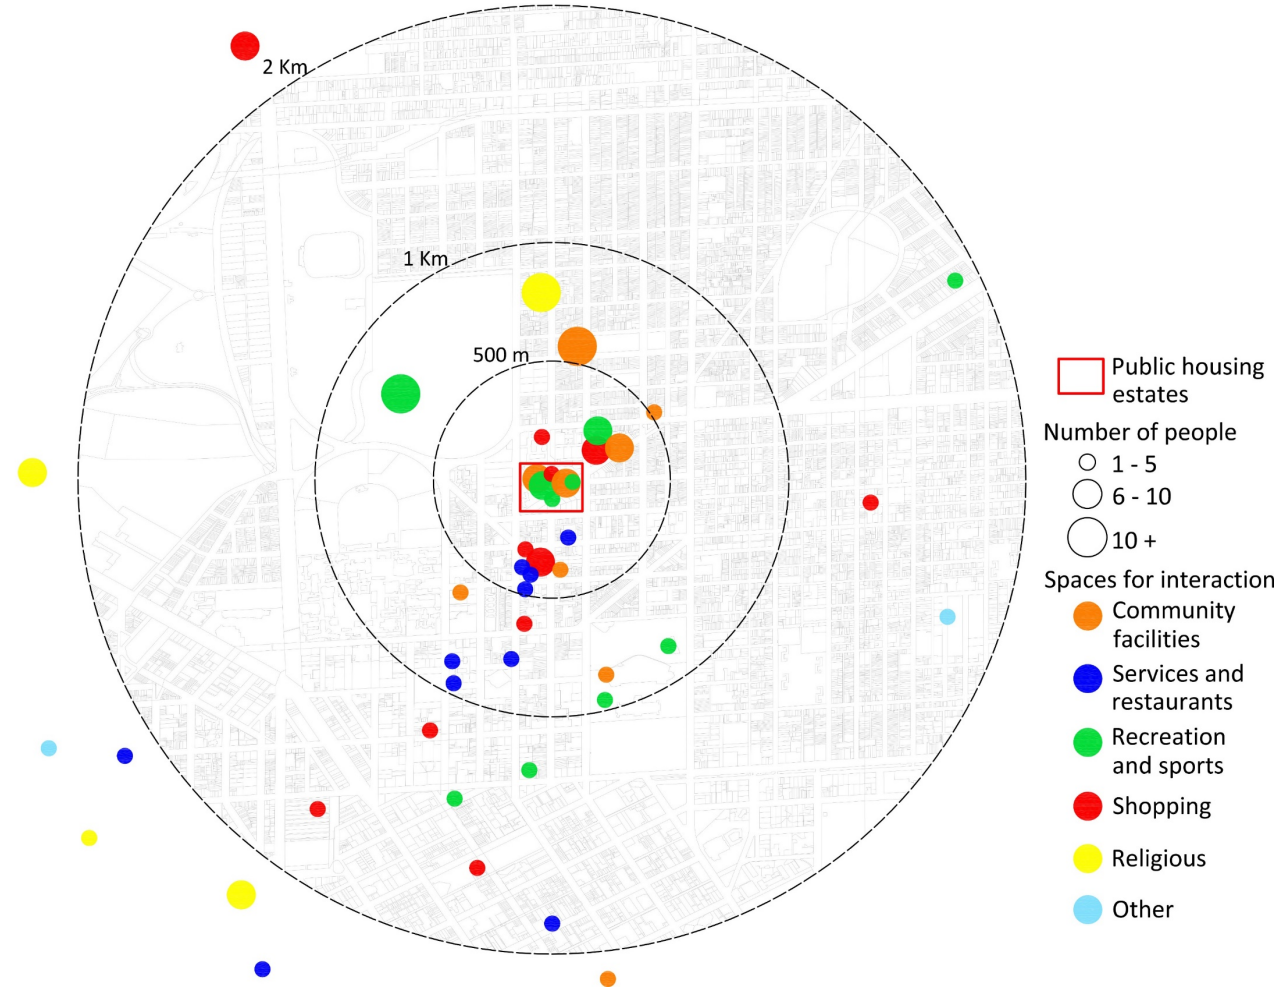 2 Km
1 Km
500 m
Public housing
estates
Number of people
1 - 5
6 - 10
10 +
Spaces for interaction
Community
facilities
Services and
restaurants
Recreation
and sports
Shopping
Religious
Other